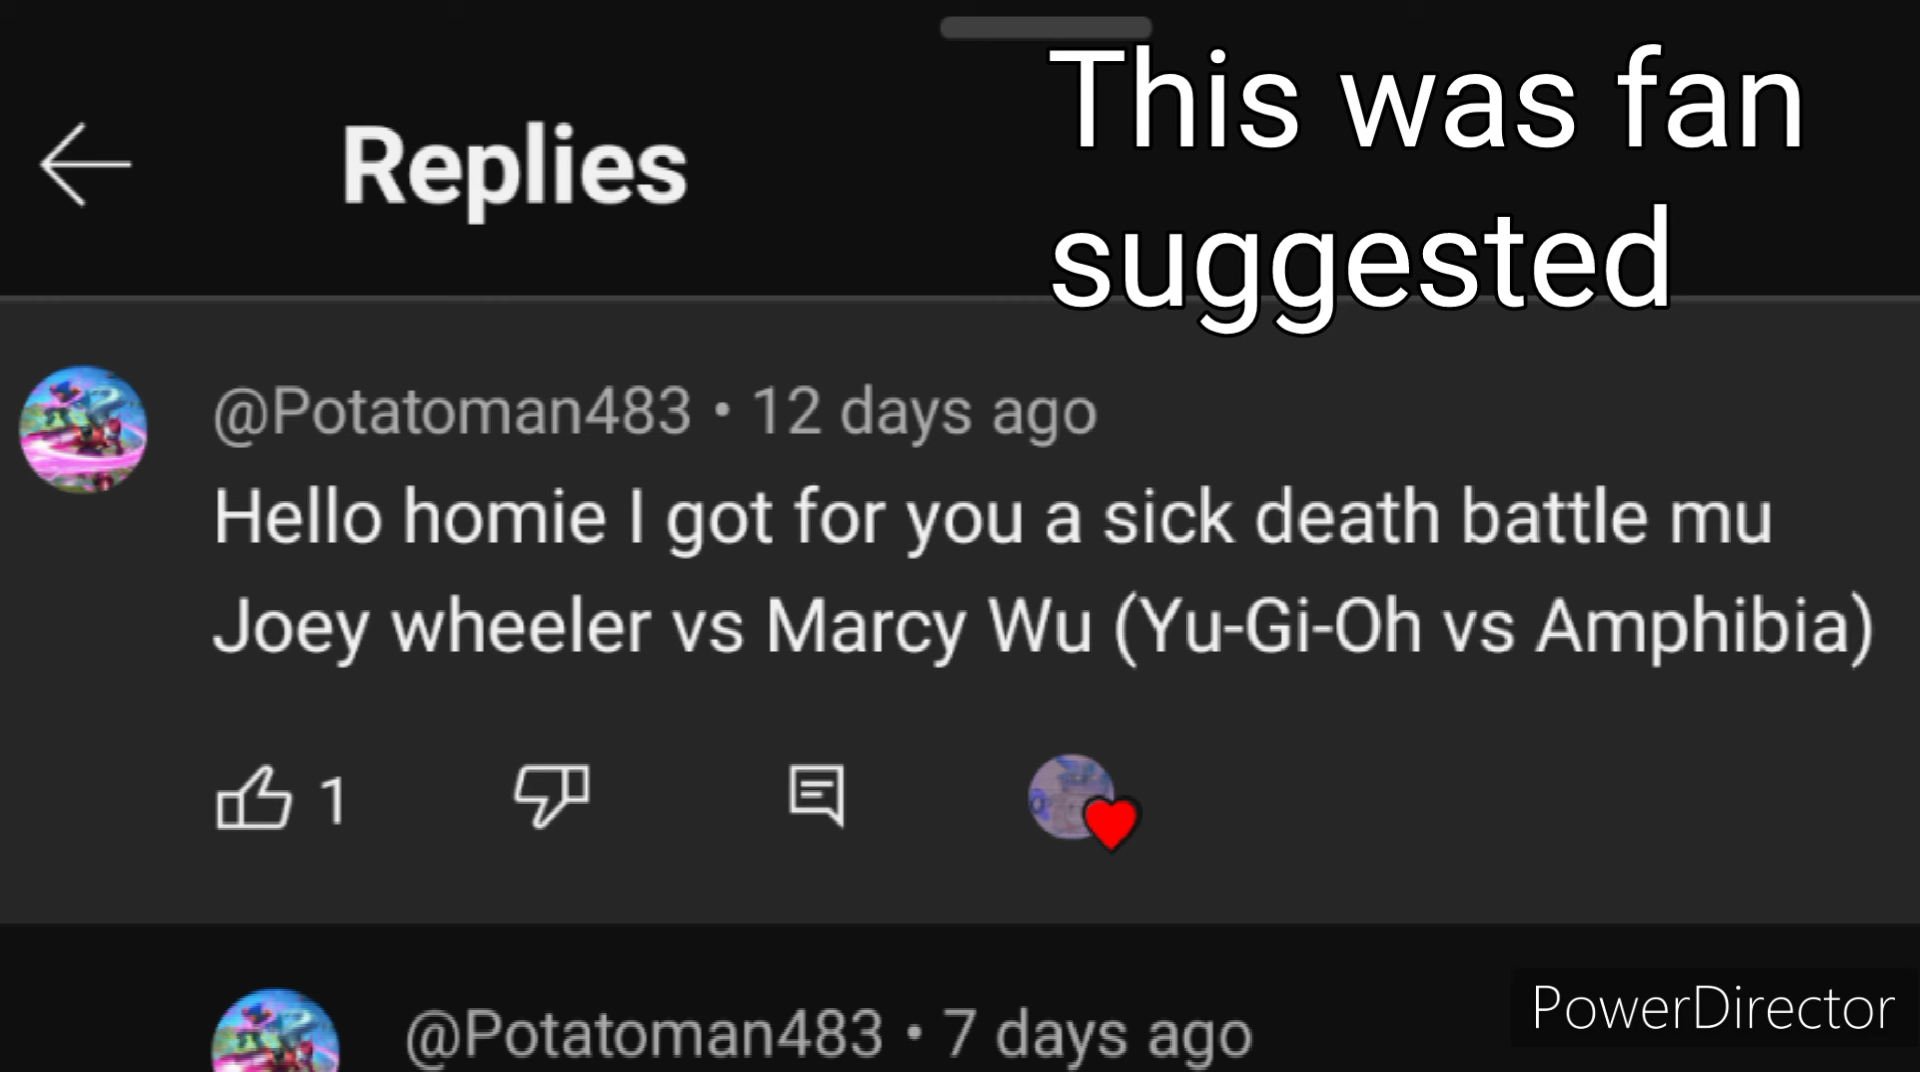 This was fan
suggested
Replies
@Potatoman483 • 12 days ago
Hello homie I got for you a sick death battle mu
Joey wheeler vs Marcy Wu (Yu-Gi-Oh vs Amphibia)
1
@Potatoman483 • 7 days ago
PowerDirector